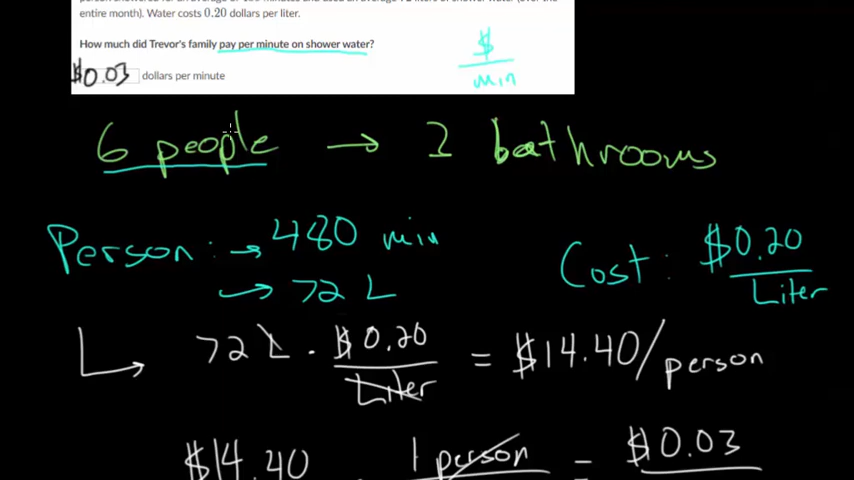 entire month). Water costs 0.20 dollars per liter.
How much did Trevor's family pay per minute on shower water?
$0.03 dollars per minute
$
min
6 people → 2 bathrooms
Person: → 480 min
→ 72 L
Cost: $0.20
Liter
72 L · $0.20
Liter
= $14.40/person
$14.40 · 1 person = $0.03